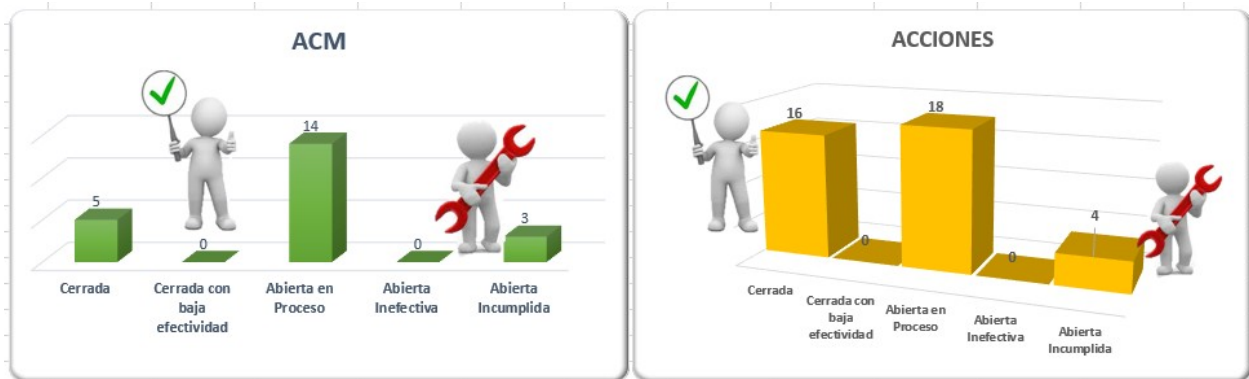 ACM
5
0
14
0
3
Cerrada
Cerrada con
baja
efectividad
Abierta en
Proceso
Abierta
Inefectiva
Abierta
Incumplida
ACCIONES
16
0
18
0
4
Cerrada
Cerrada con
baja
efectividad
Abierta en
Proceso
Abierta
Inefectiva
Abierta
Incumplida